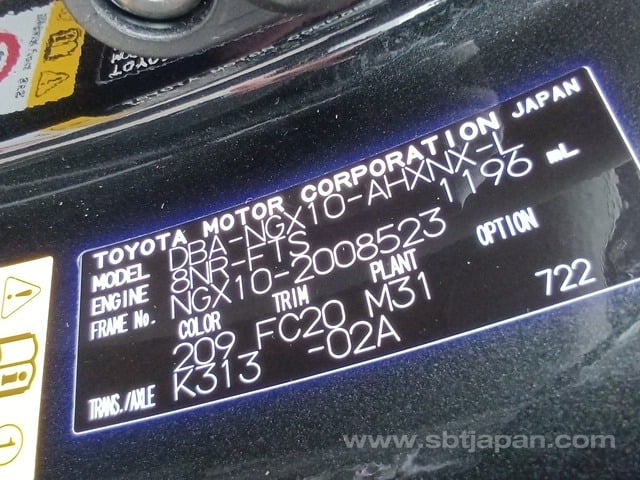 TOYOTA MOTOR CORPORATION JAPAN
MODEL DBA-NGX10-AHXNX-L
ENGINE 8NR-FTS 1196 mL
FRAME No. NGX10-2008523
COLOR TRIM PLANT OPTION
209 FC20 M31 722
TRANS./AXLE K313 -02A
1
www.sbtjapan.com